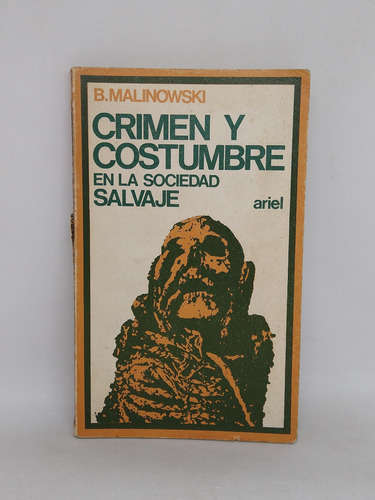 B. MALINOWSKI
CRIMEN Y
COSTUMBRE
EN LA SOCIEDAD
SALVAJE
ariel